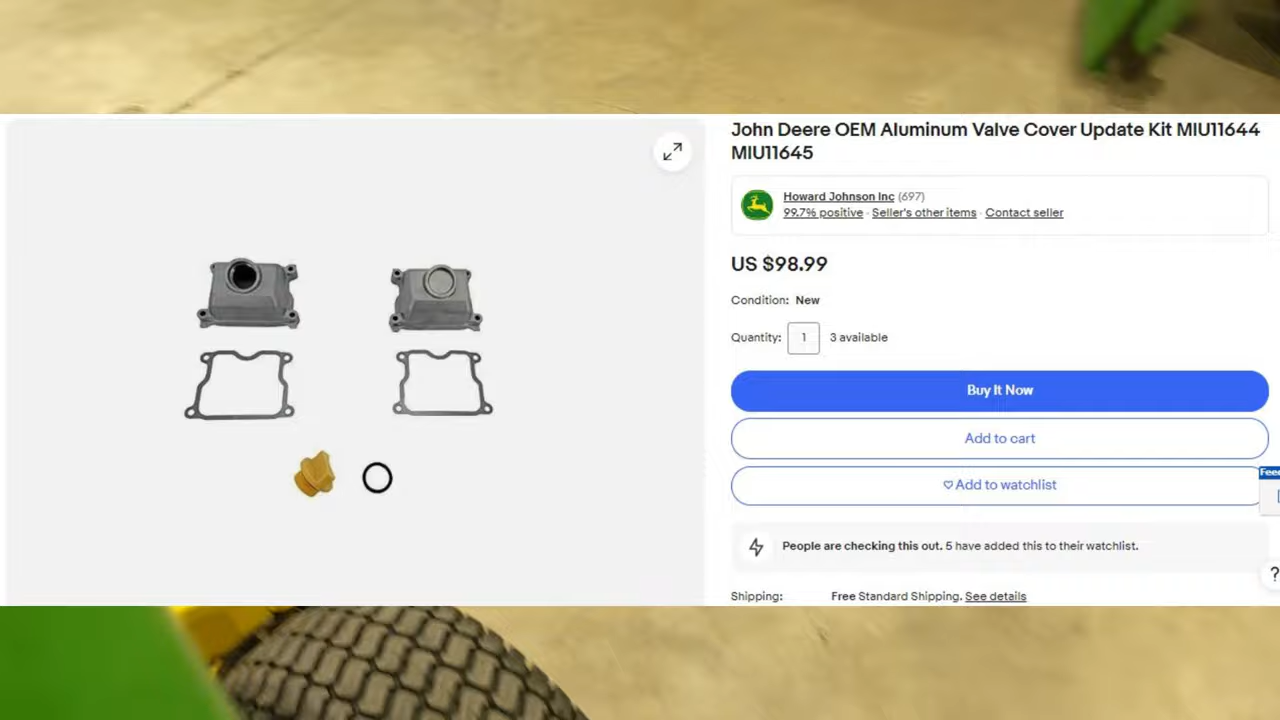 John Deere OEM Aluminum Valve Cover Update Kit MIU11644
MIU11645
Howard Johnson Inc (697)
99.7% positive · Seller's other items · Contact seller
US $98.99
Condition: New
Quantity: 1 3 available
Buy It Now
Add to cart
Add to watchlist
People are checking this out. 5 have added this to their watchlist.
Shipping: Free Standard Shipping. See details
?